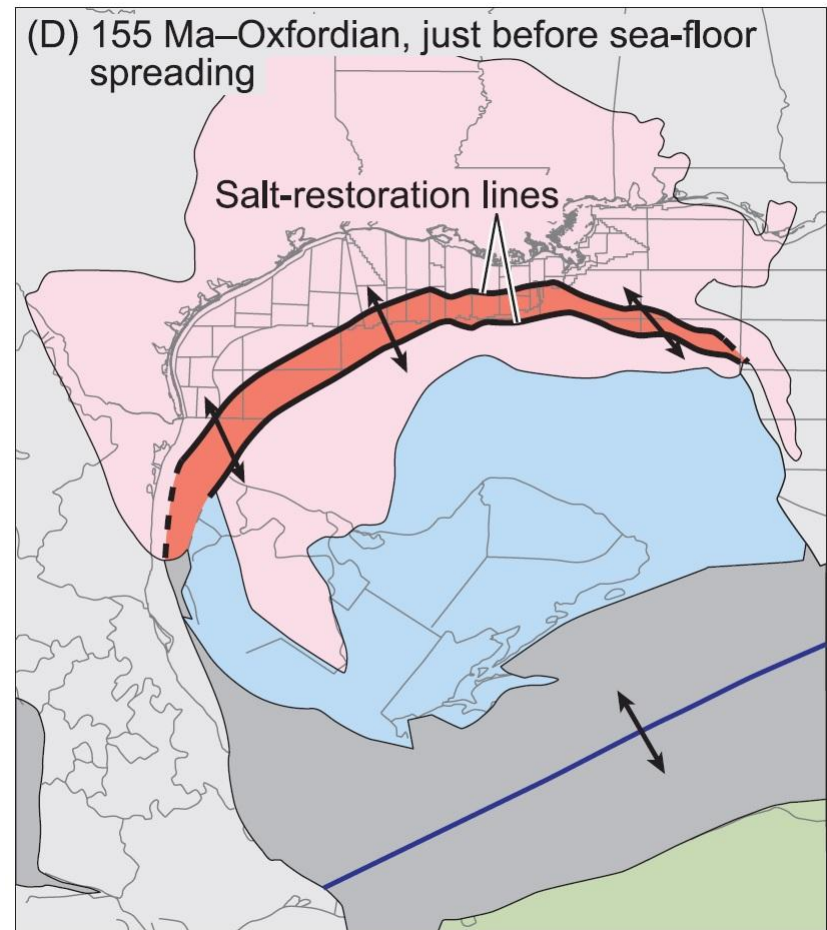 (D) 155 Ma–Oxfordian, just before sea-floor
spreading
Salt-restoration lines